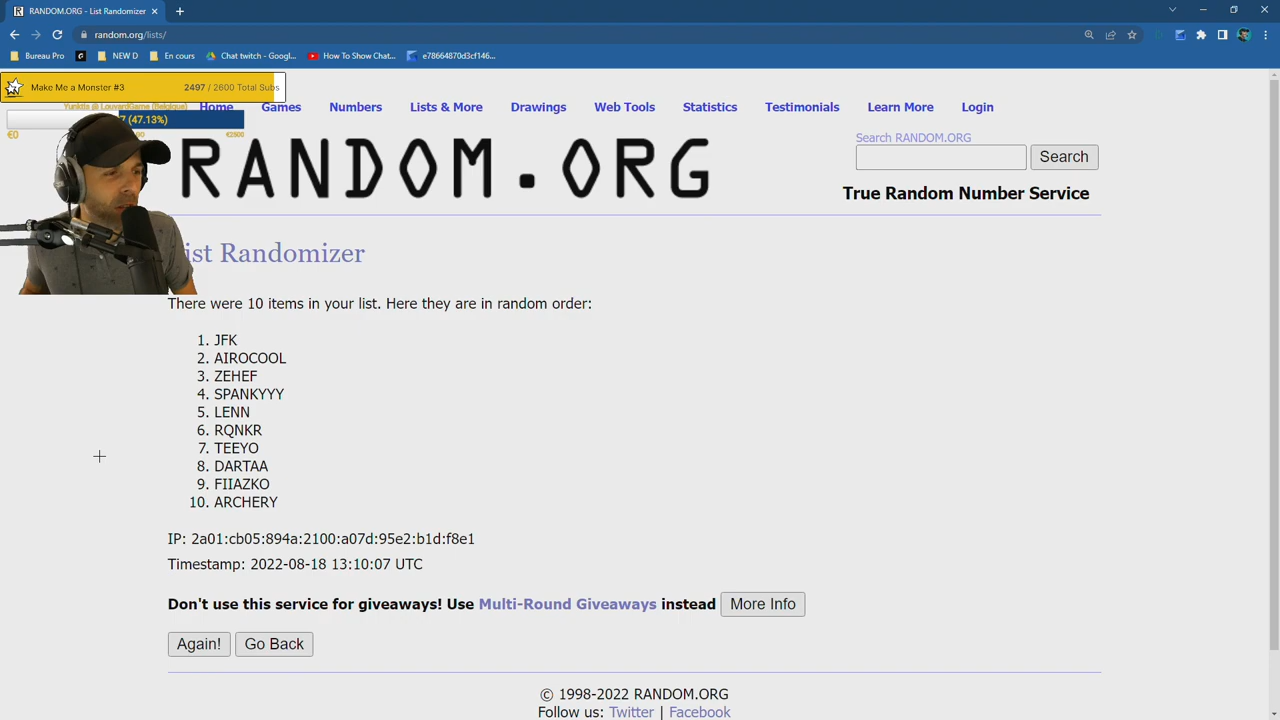 RANDOM.ORG - List Randomizer
random.org/lists/
Bureau Pro
G
NEW D
En cours
Chat twitch - Googl...
How To Show Chat...
e78664870d3cf146...
Make Me a Monster #3 2497 / 2600 Total Subs
Yunktis @ LouvardGame (Belgique)
7 (47.13%)
€0
€2500
Home Games Numbers Lists & More Drawings Web Tools Statistics Testimonials Learn More Login
RANDOM.ORG
Search RANDOM.ORG
Search
True Random Number Service
ist Randomizer
There were 10 items in your list. Here they are in random order:
1. JFK
2. AIROCOOL
3. ZEHEF
4. SPANKYYY
5. LENN
6. RQNKR
7. TEEYO
8. DARTAA
9. FIIAZKO
10. ARCHERY
IP: 2a01:cb05:894a:2100:a07d:95e2:b1d:f8e1
Timestamp: 2022-08-18 13:10:07 UTC
Don't use this service for giveaways! Use Multi-Round Giveaways instead More Info
Again! Go Back
© 1998-2022 RANDOM.ORG
Follow us: Twitter | Facebook